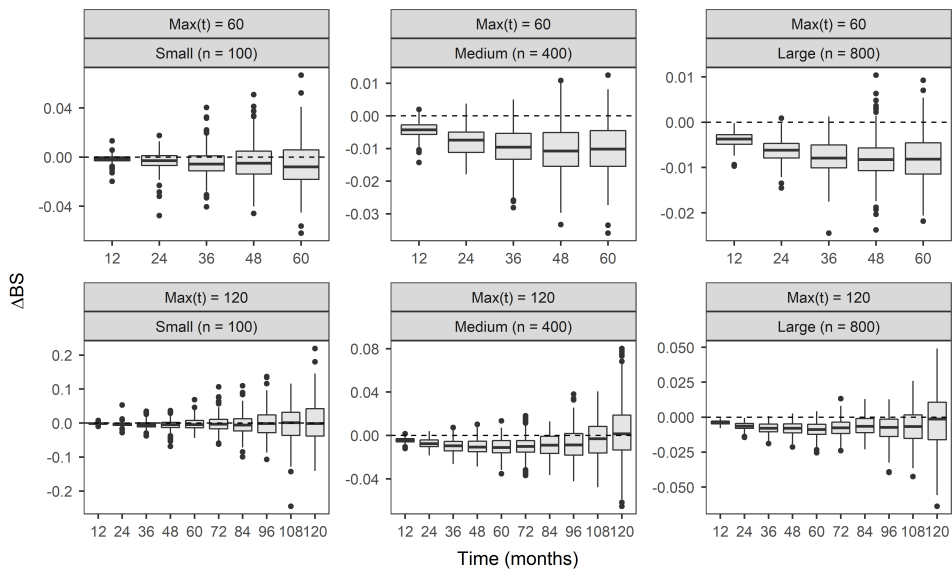 Max(t) = 60
Small (n = 100)
0.04
0.00
-0.04
12 24 36 48 60
Max(t) = 60
Medium (n = 400)
0.01
0.00
-0.01
-0.02
-0.03
12 24 36 48 60
Max(t) = 60
Large (n = 800)
0.01
0.00
-0.01
-0.02
12 24 36 48 60
ΔBS
Max(t) = 120
Small (n = 100)
0.2
0.1
0.0
-0.1
-0.2
12 24 36 48 60 72 84 96 108 120
Max(t) = 120
Medium (n = 400)
0.08
0.04
0.00
-0.04
12 24 36 48 60 72 84 96 108 120
Max(t) = 120
Large (n = 800)
0.050
0.025
0.000
-0.025
-0.050
12 24 36 48 60 72 84 96 108 120
Time (months)